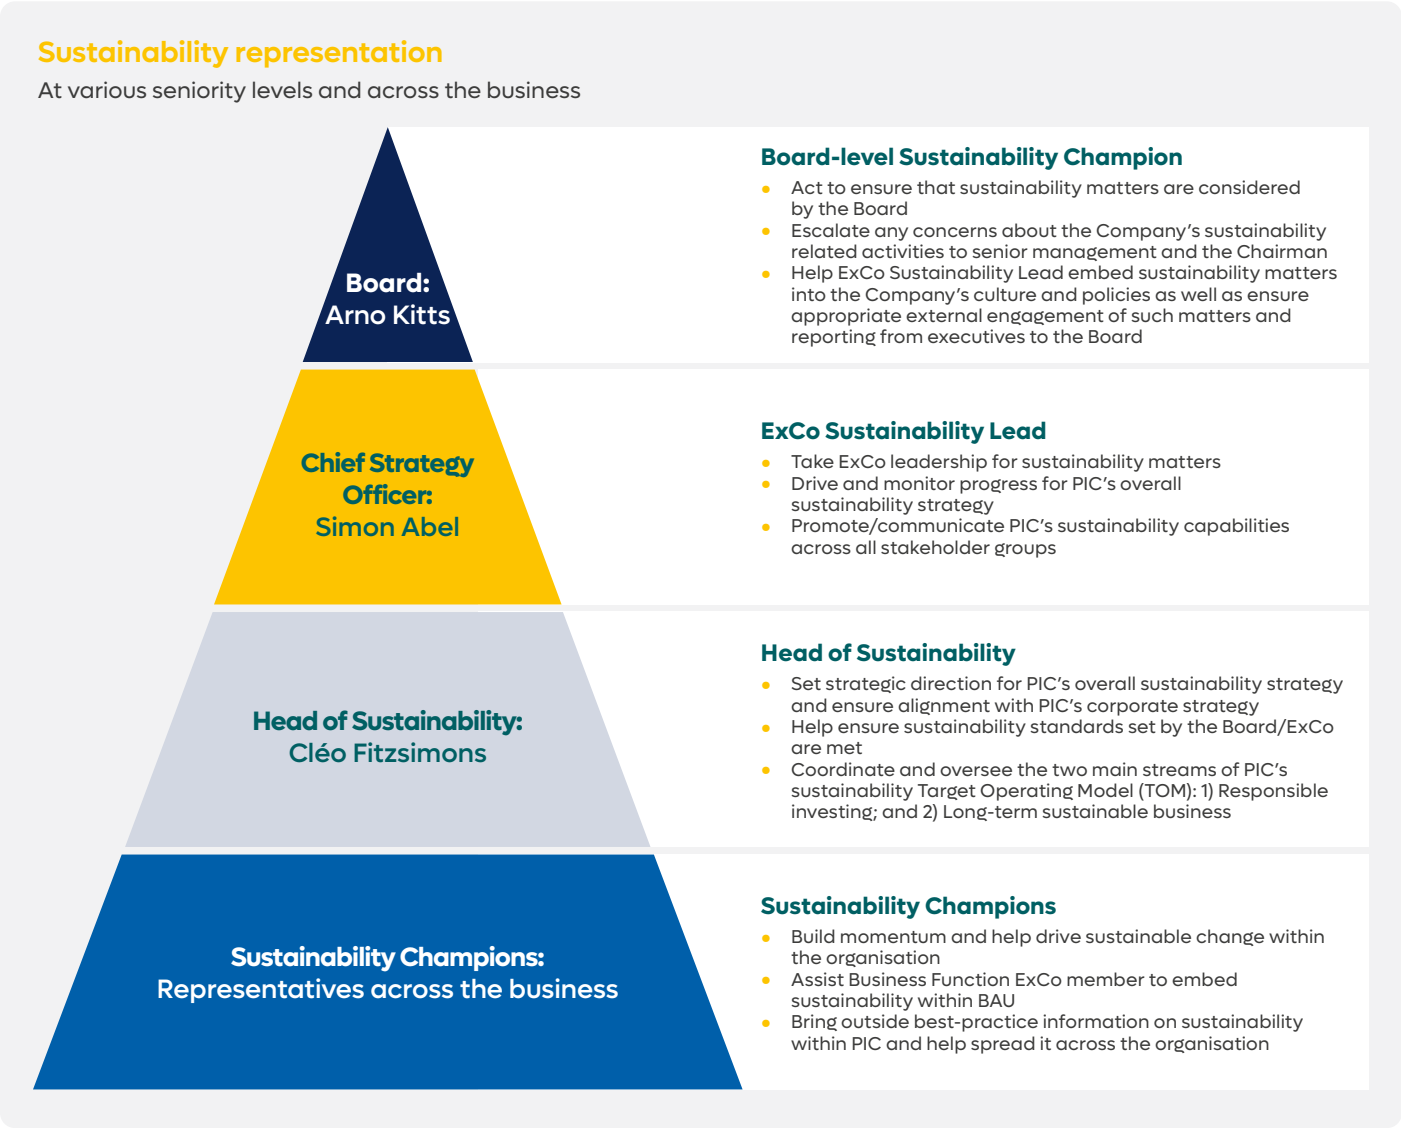 Sustainability representation
At various seniority levels and across the business
Board:
Arno Kitts
Board-level Sustainability Champion
• Act to ensure that sustainability matters are considered
by the Board
• Escalate any concerns about the Company's sustainability
related activities to senior management and the Chairman
• Help ExCo Sustainability Lead embed sustainability matters
into the Company's culture and policies as well as ensure
appropriate external engagement of such matters and
reporting from executives to the Board
Chief Strategy
Officer:
Simon Abel
ExCo Sustainability Lead
• Take ExCo leadership for sustainability matters
• Drive and monitor progress for PIC's overall
sustainability strategy
• Promote/communicate PIC's sustainability capabilities
across all stakeholder groups
Head of Sustainability:
Cléo Fitzsimons
Head of Sustainability
• Set strategic direction for PIC's overall sustainability strategy
and ensure alignment with PIC's corporate strategy
• Help ensure sustainability standards set by the Board/ExCo
are met
• Coordinate and oversee the two main streams of PIC's
sustainability Target Operating Model (TOM): 1) Responsible
investing; and 2) Long-term sustainable business
Sustainability Champions:
Representatives across the business
Sustainability Champions
• Build momentum and help drive sustainable change within
the organisation
• Assist Business Function ExCo member to embed
sustainability within BAU
• Bring outside best-practice information on sustainability
within PIC and help spread it across the organisation